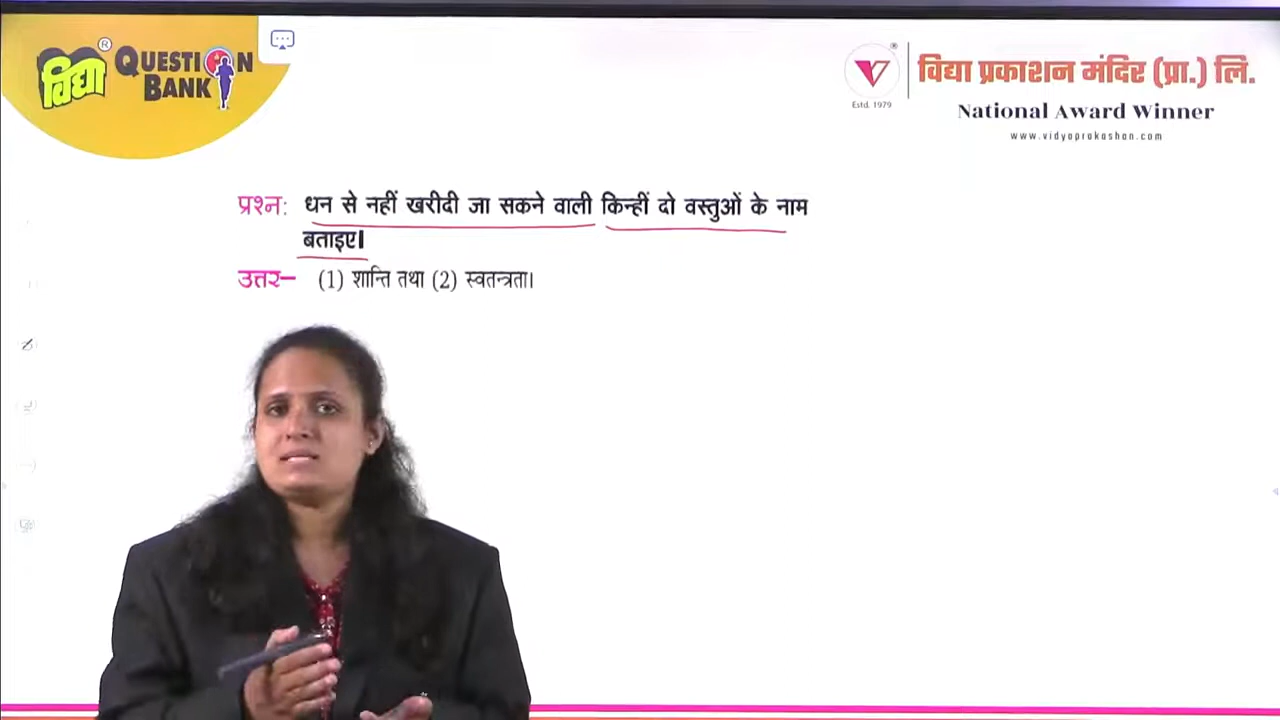 विद्या QUESTION BANK
विद्या प्रकाशन मंदिर (प्रा.) लि.
Estd. 1979
National Award Winner
www.vidyaprakashan.com
प्रश्न: धन से नहीं खरीदी जा सकने वाली किन्हीं दो वस्तुओं के नाम
बताइए।
उत्तर– (1) शान्ति तथा (2) स्वतन्त्रता।